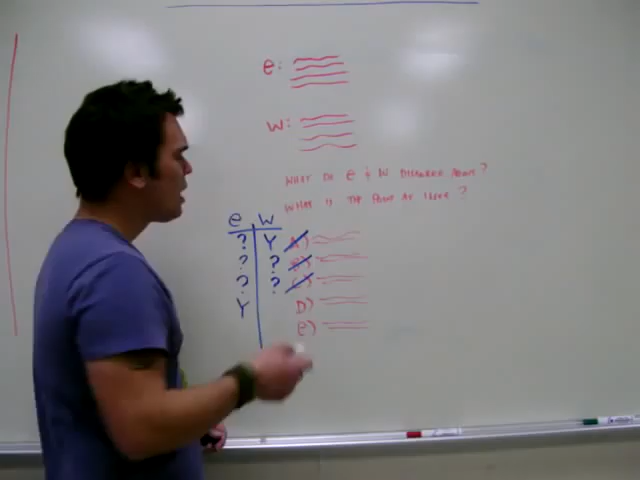 e:
W:
WHAT DO e & W DISAGREE ABOUT?
WHAT IS THE POINT AT ISSUE?
e W
? Y A)
? ? B)
? ? C)
Y D)
e)